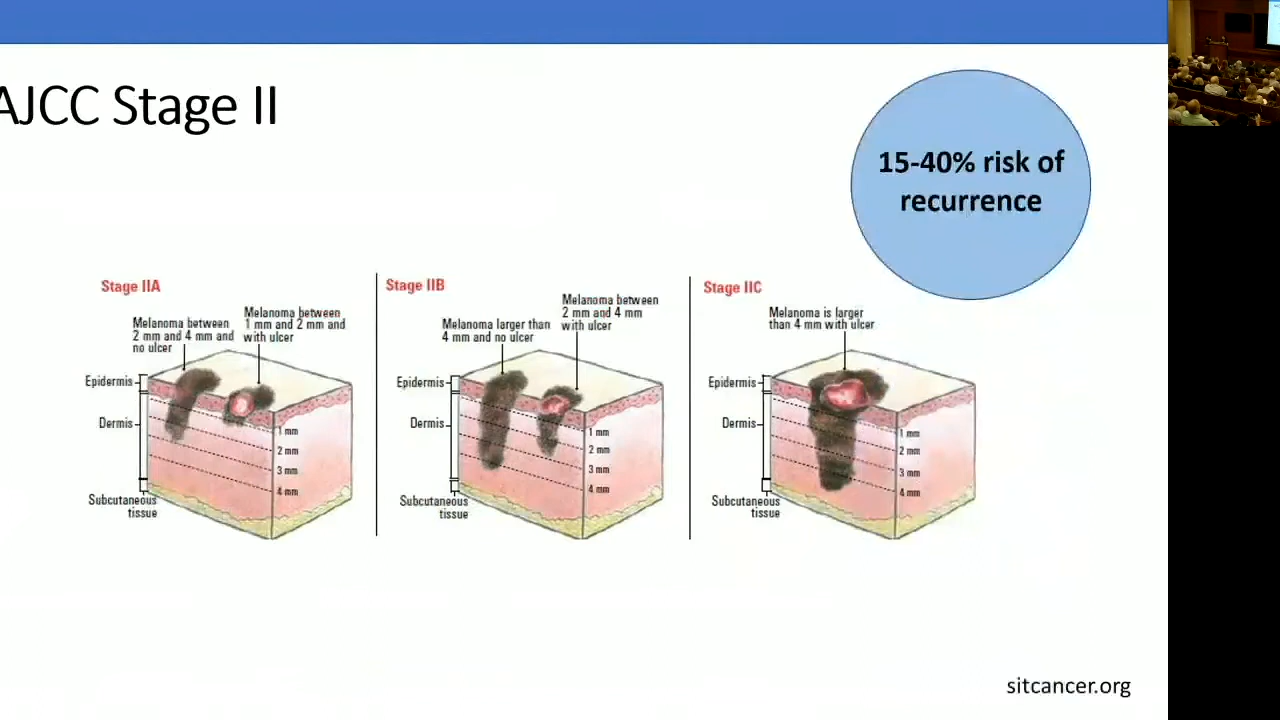 AJCC Stage II
15-40% risk of
recurrence
Stage IIA
Melanoma between
2 mm and 4 mm and
no ulcer
Melanoma between
1 mm and 2 mm and
with ulcer
Epidermis
Dermis
Subcutaneous
tissue
1 mm
2 mm
3 mm
4 mm
Stage IIB
Melanoma larger than
4 mm and no ulcer
Melanoma between
2 mm and 4 mm
with ulcer
Epidermis
Dermis
Subcutaneous
tissue
1 mm
2 mm
3 mm
4 mm
Stage IIC
Melanoma is larger
than 4 mm with ulcer
Epidermis
Dermis
Subcutaneous
tissue
1 mm
2 mm
3 mm
4 mm
sitcancer.org